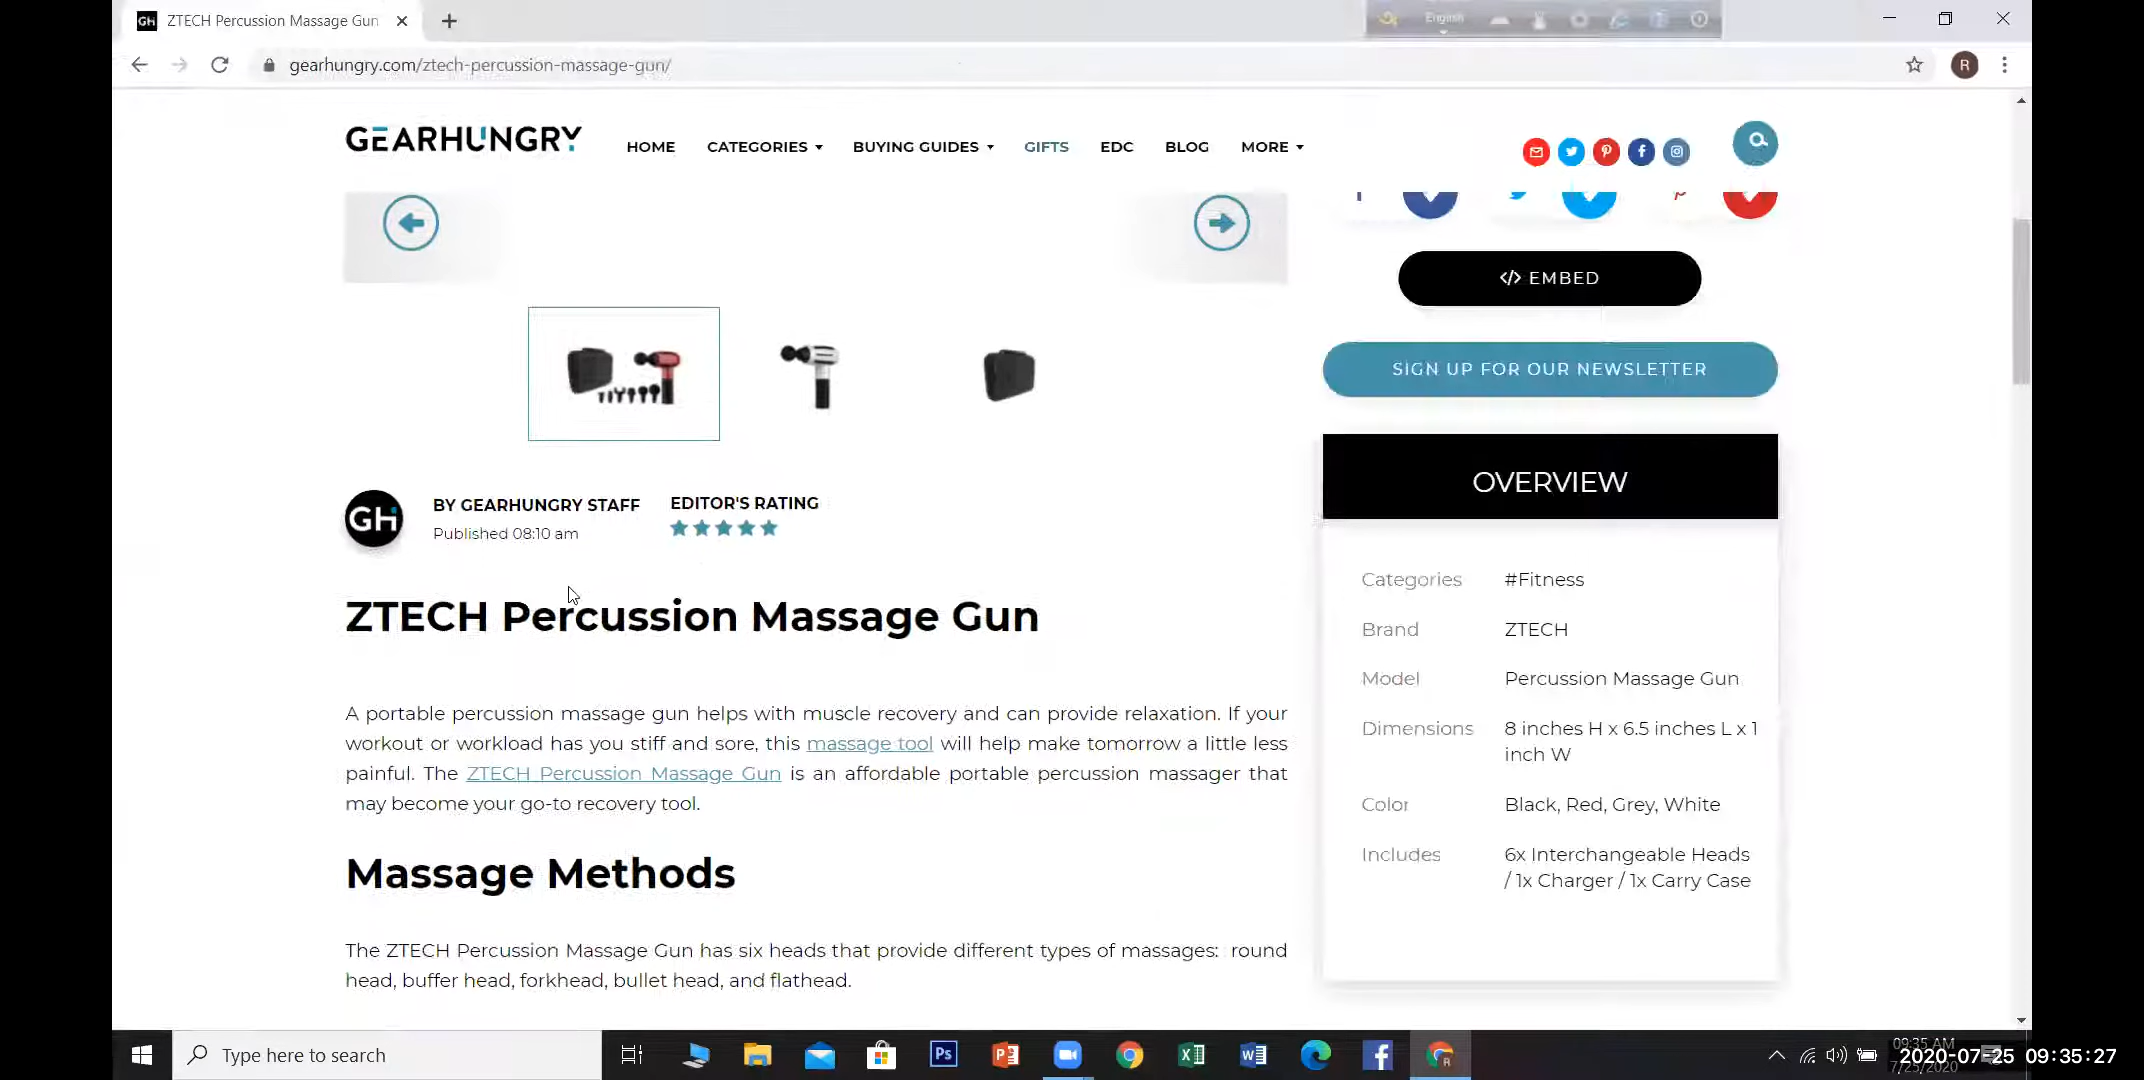 ZTECH Percussion Massage Gun
English
gearhungry.com/ztech-percussion-massage-gun/
R
GEARHUNGRY
HOME
CATEGORIES
BUYING GUIDES
GIFTS
EDC
BLOG
MORE
</> EMBED
SIGN UP FOR OUR NEWSLETTER
GH
BY GEARHUNGRY STAFF
Published 08:10 am
EDITOR'S RATING
ZTECH Percussion Massage Gun
A portable percussion massage gun helps with muscle recovery and can provide relaxation. If your
workout or workload has you stiff and sore, this massage tool will help make tomorrow a little less
painful. The ZTECH Percussion Massage Gun is an affordable portable percussion massager that
may become your go-to recovery tool.
Massage Methods
The ZTECH Percussion Massage Gun has six heads that provide different types of massages: round
head, buffer head, forkhead, bullet head, and flathead.
OVERVIEW
Categories #Fitness
Brand ZTECH
Model Percussion Massage Gun
Dimensions 8 inches H x 6.5 inches L x 1
inch W
Color Black, Red, Grey, White
Includes 6x Interchangeable Heads
/ 1x Charger / 1x Carry Case
Type here to search
09:35 AM
7/25/2020
2020-07-25 09:35:27